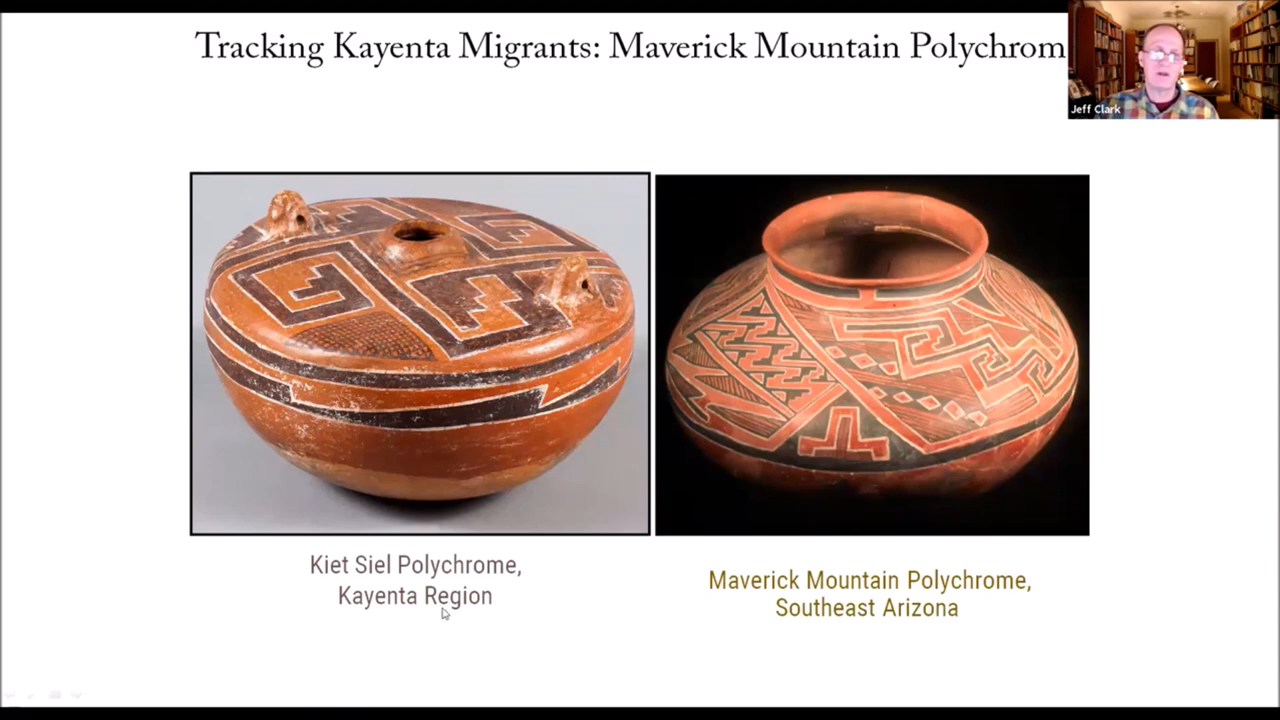 Tracking Kayenta Migrants: Maverick Mountain Polychrom
Jeff Clark
Kiet Siel Polychrome,
Kayenta Region
Maverick Mountain Polychrome,
Southeast Arizona